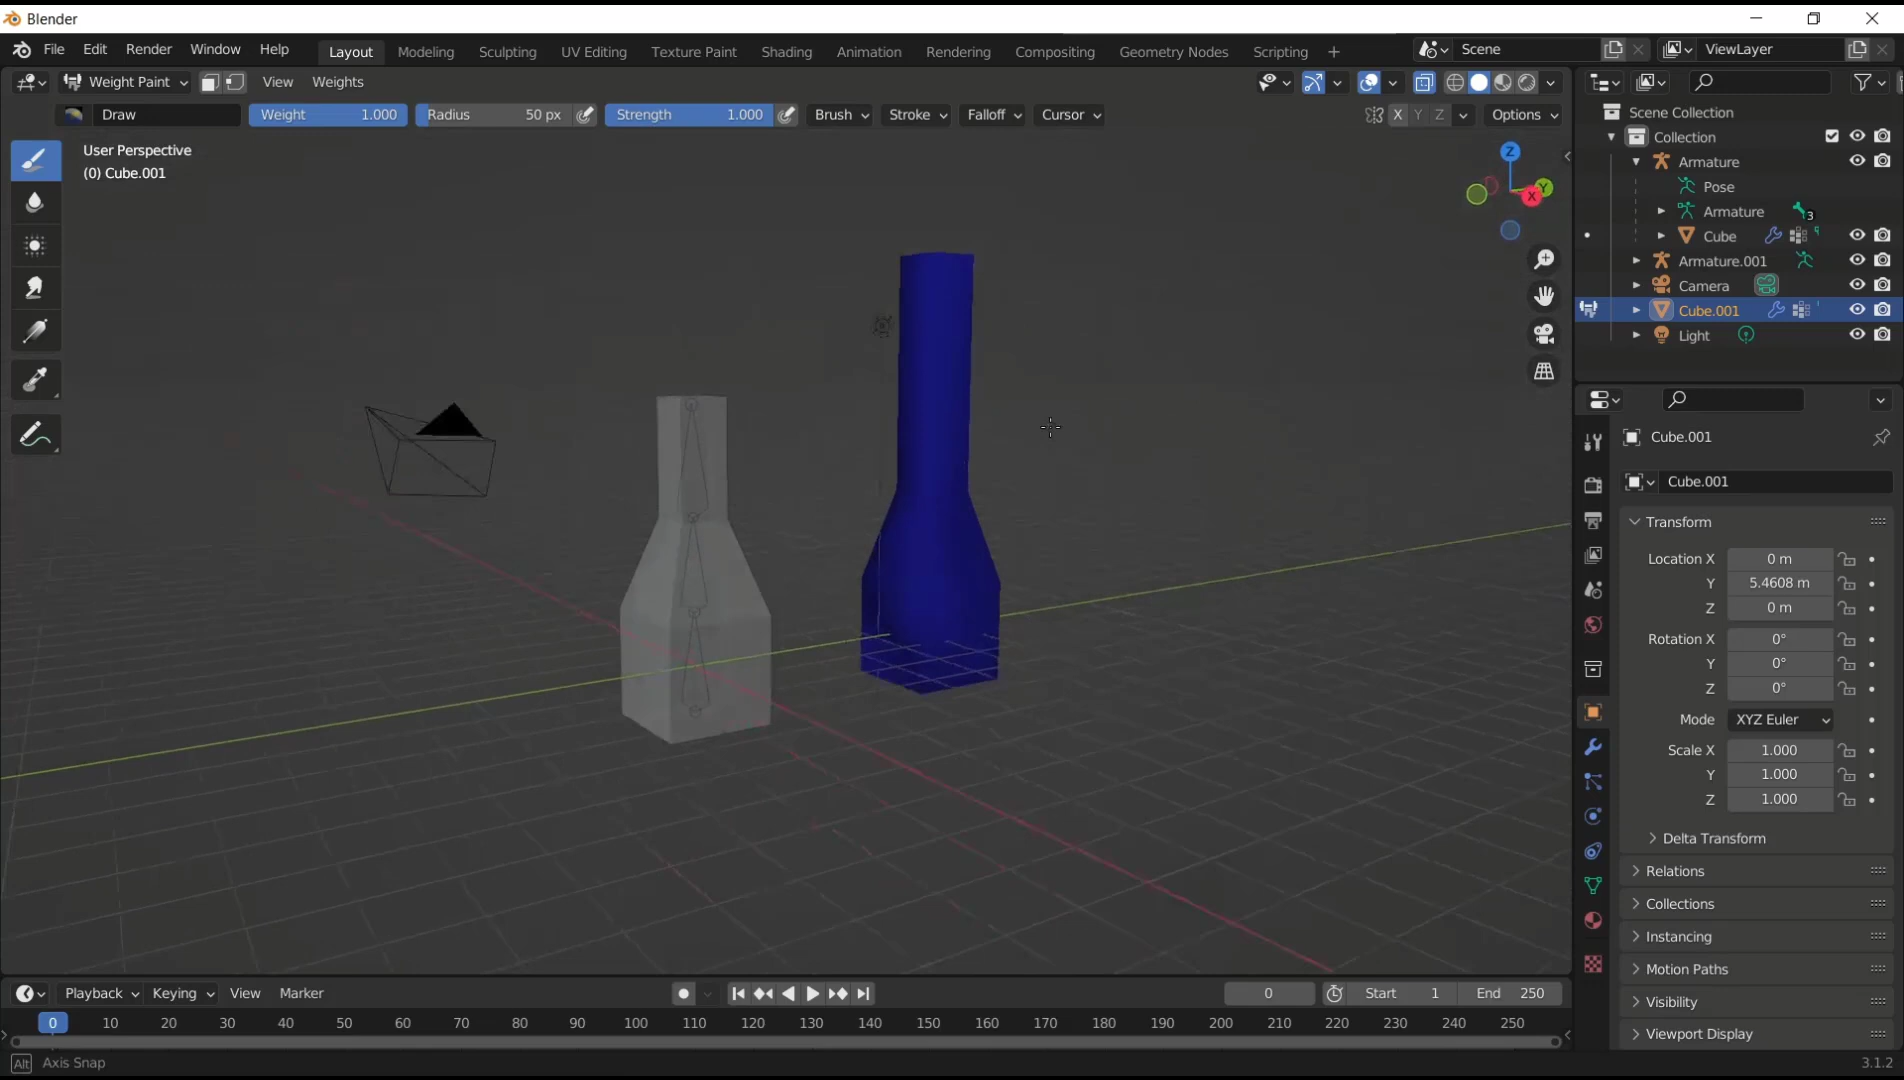 Blender
File Edit Render Window Help
Layout Modeling Sculpting UV Editing Texture Paint Shading Animation Rendering Compositing Geometry Nodes Scripting +
Scene
ViewLayer
Weight Paint View Weights
Draw
Weight 1.000
Radius 50 px
Strength 1.000
Brush Stroke Falloff Cursor
X Y Z
Options
User Perspective
(0) Cube.001
Z
Y
X
Scene Collection
Collection
Armature
Pose
Armature 3
Cube
Armature.001
Camera
Cube.001
Light
Cube.001
Cube.001
Transform
Location X 0 m
Y 5.4608 m
Z 0 m
Rotation X 0°
Y 0°
Z 0°
Mode XYZ Euler
Scale X 1.000
Y 1.000
Z 1.000
Delta Transform
Relations
Collections
Instancing
Motion Paths
Visibility
Viewport Display
Playback Keying View Marker
0
Start 1
End 250
0 10 20 30 40 50 60 70 80 90 100 110 120 130 140 150 160 170 180 190 200 210 220 230 240 250
Alt Axis Snap
3.1.2